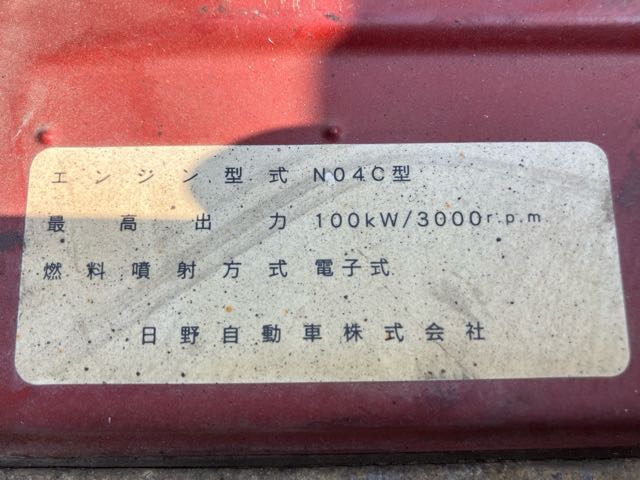 エンジン型式 N04C型
最高出力 100kW/3000r.p.m
燃料噴射方式 電子式
日野自動車株式会社